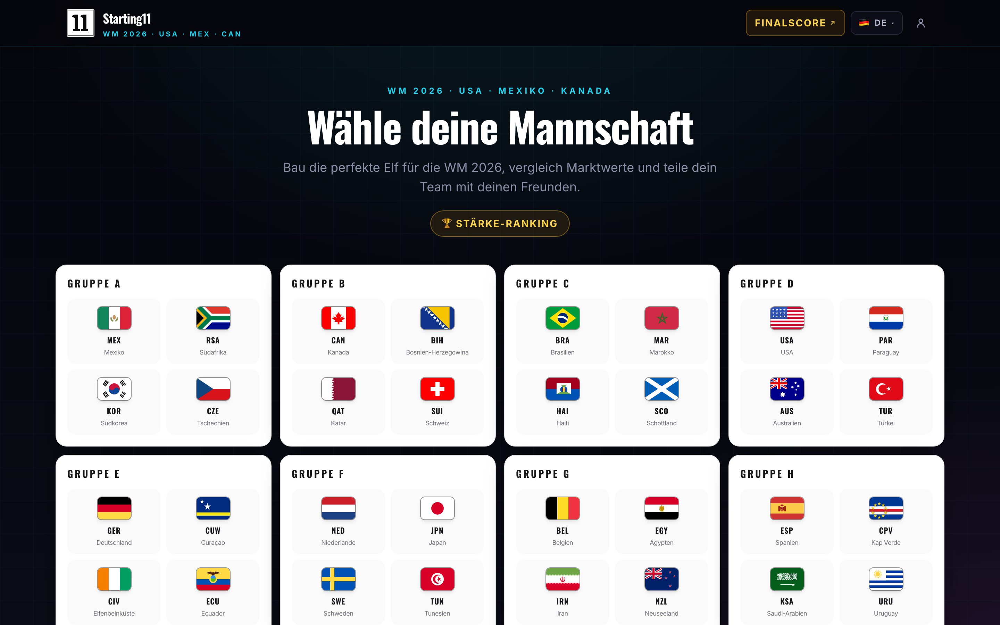 11
Starting11
WM 2026 · USA · MEX · CAN
FINALSCORE ↗
DE
WM 2026 · USA · MEXIKO · KANADA
Wähle deine Mannschaft
Bau die perfekte Elf für die WM 2026, vergleich Marktwerte und teile dein
Team mit deinen Freunden.
🏆 STÄRKE-RANKING
GRUPPE A
MEX
Mexiko
RSA
Südafrika
KOR
Südkorea
CZE
Tschechien
GRUPPE B
CAN
Kanada
BIH
Bosnien-Herzegowina
QAT
Katar
SUI
Schweiz
GRUPPE C
BRA
Brasilien
MAR
Marokko
HAI
Haiti
SCO
Schottland
GRUPPE D
USA
USA
PAR
Paraguay
AUS
Australien
TUR
Türkei
GRUPPE E
GER
Deutschland
CUW
Curaçao
CIV
Elfenbeinküste
ECU
Ecuador
GRUPPE F
NED
Niederlande
JPN
Japan
SWE
Schweden
TUN
Tunesien
GRUPPE G
BEL
Belgien
EGY
Ägypten
IRN
Iran
NZL
Neuseeland
GRUPPE H
ESP
Spanien
CPV
Kap Verde
KSA
Saudi-Arabien
URU
Uruguay